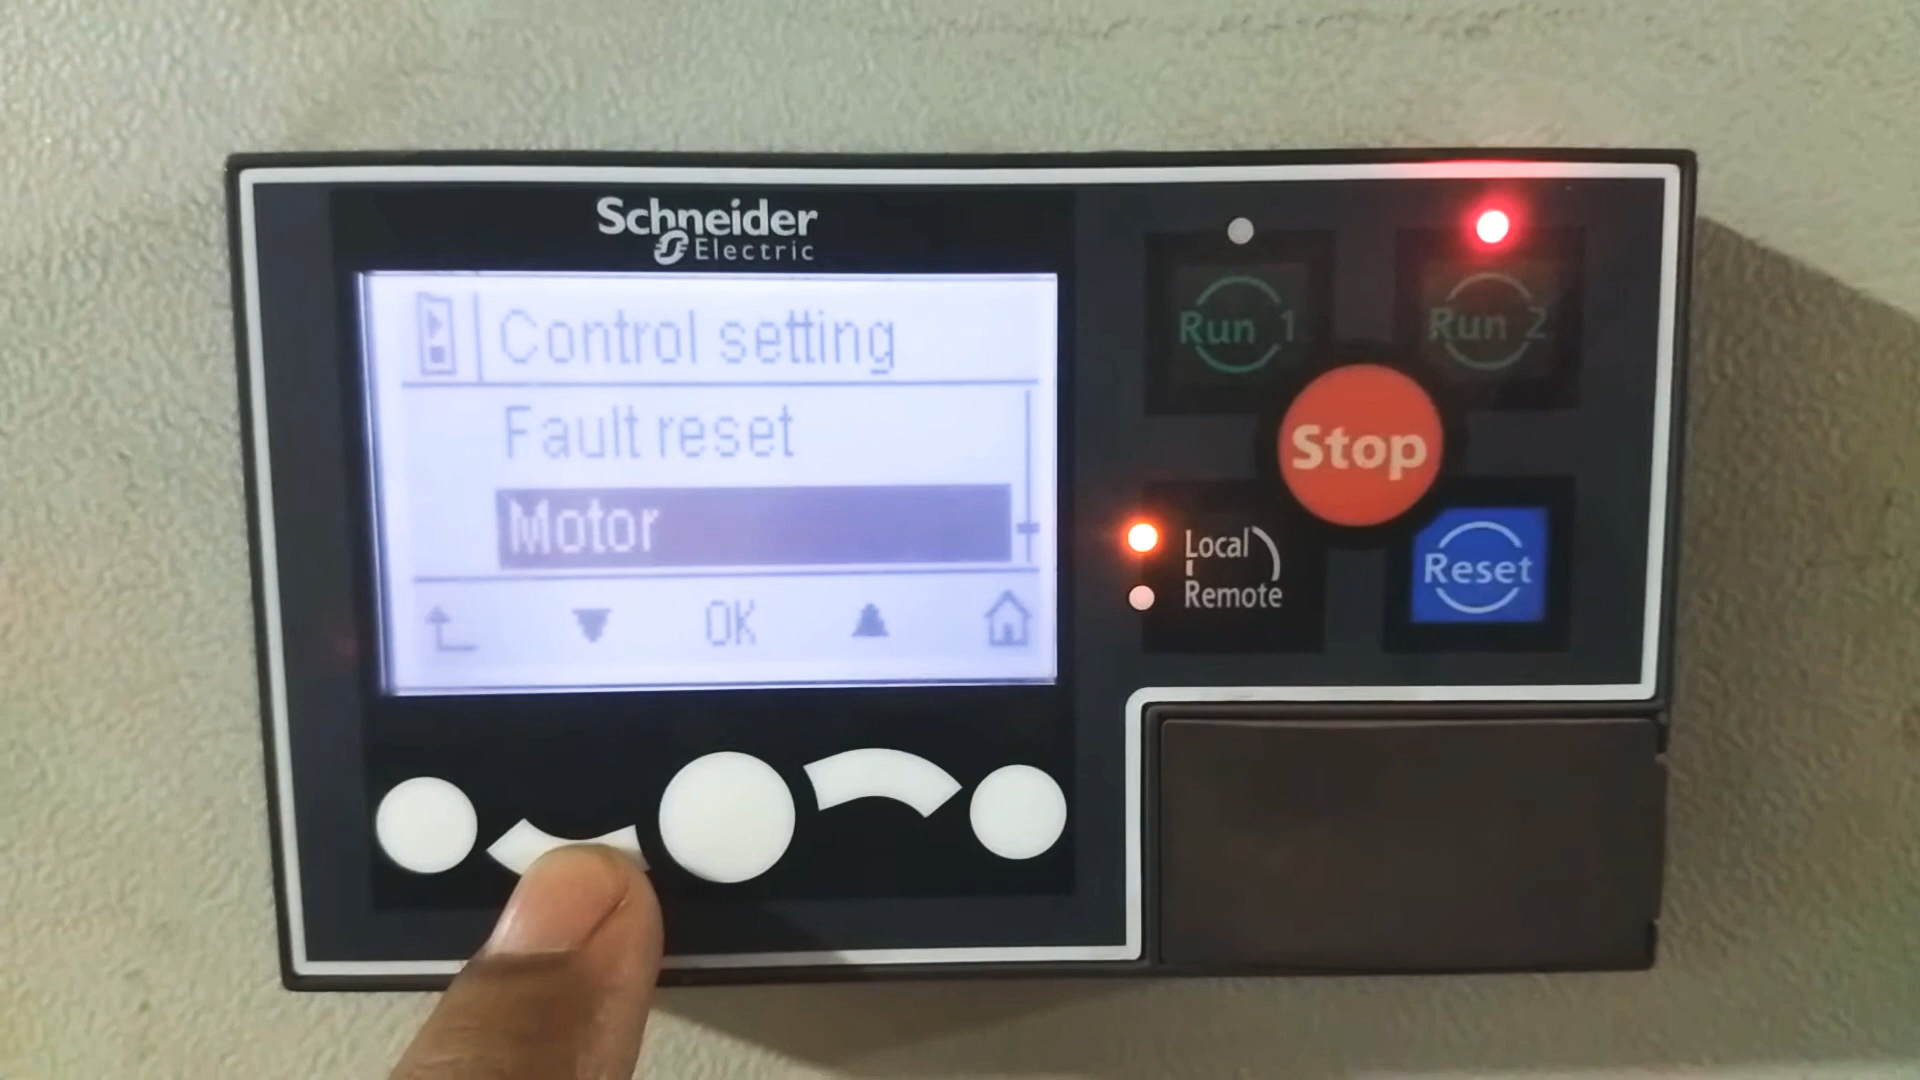 Schneider
Electric
Control setting
Fault reset
Motor
OK
Run 1
Run 2
Stop
Local
Remote
Reset